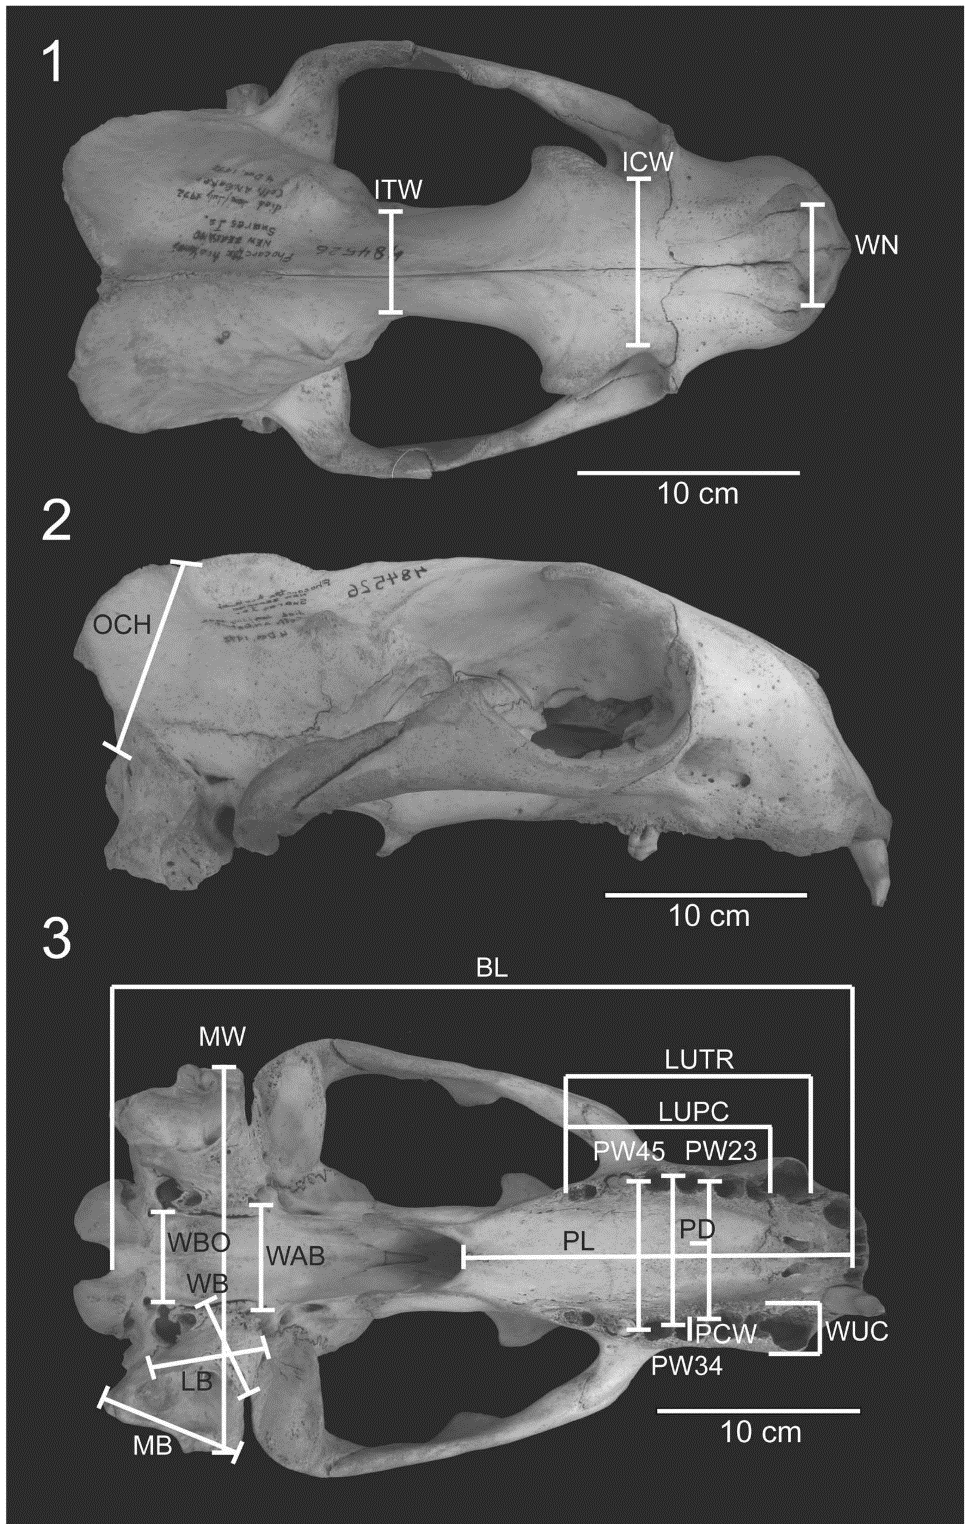 1
ICW
ITW
WN
10 cm
2
484526
OCH
10 cm
3
BL
MW
LUTR
LUPC
PW45 PW23
WBO
WAB
PL
PD
WB
PCW
WUC
LB
PW34
MB
10 cm